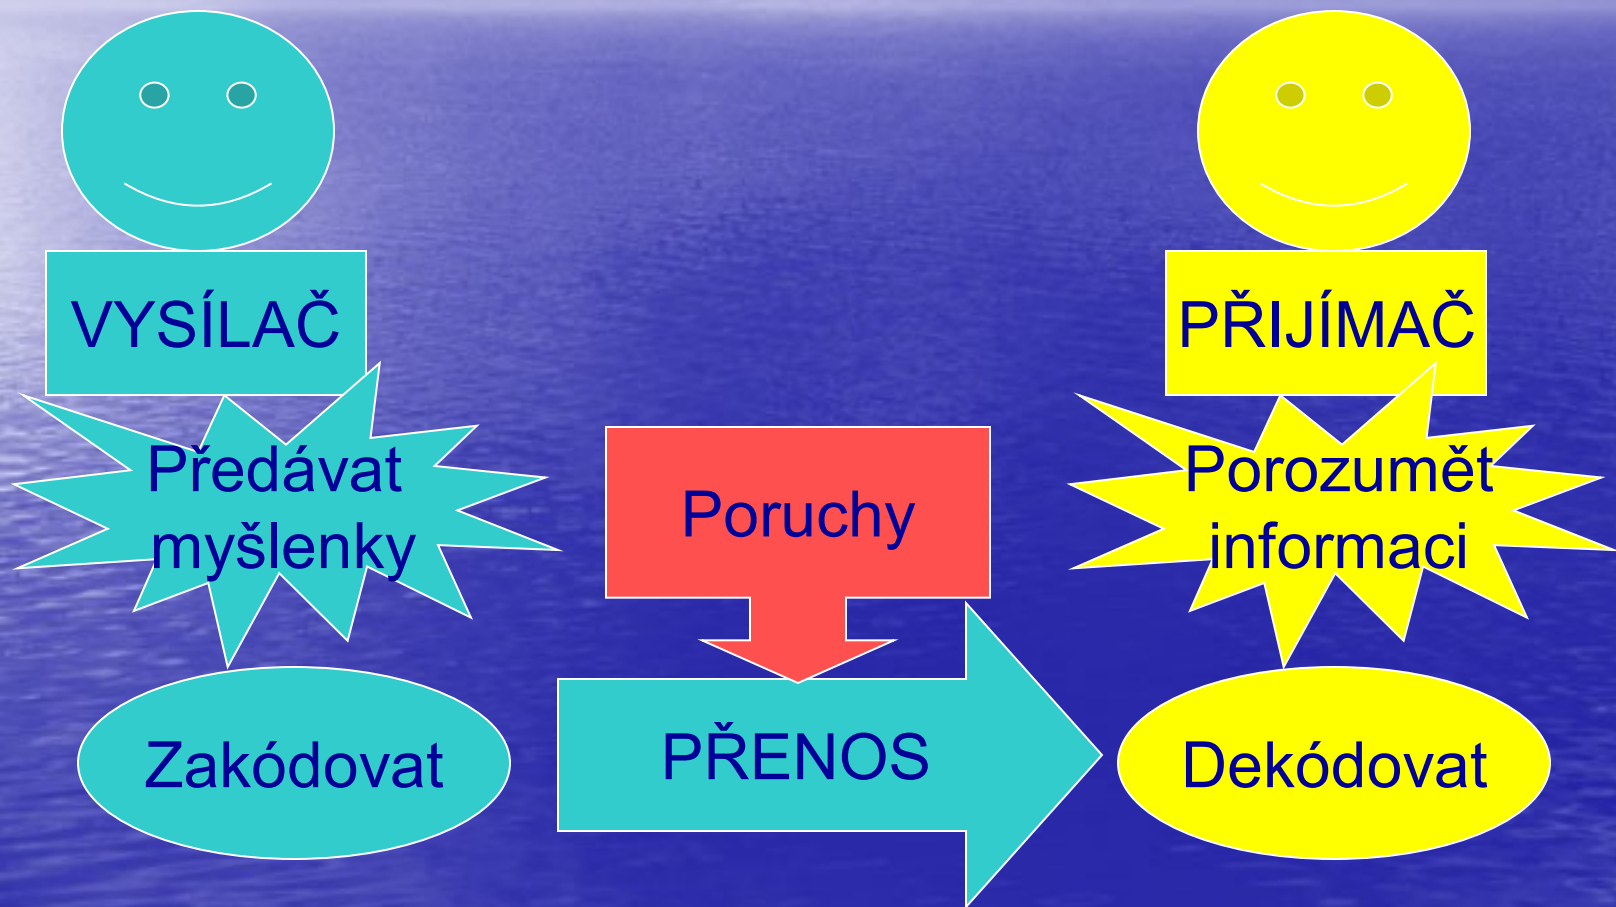 VYSÍLAČ
Předávat
myšlenky
Zakódovat
Poruchy
PŘENOS
PŘIJÍMAČ
Porozumět
informaci
Dekódovat